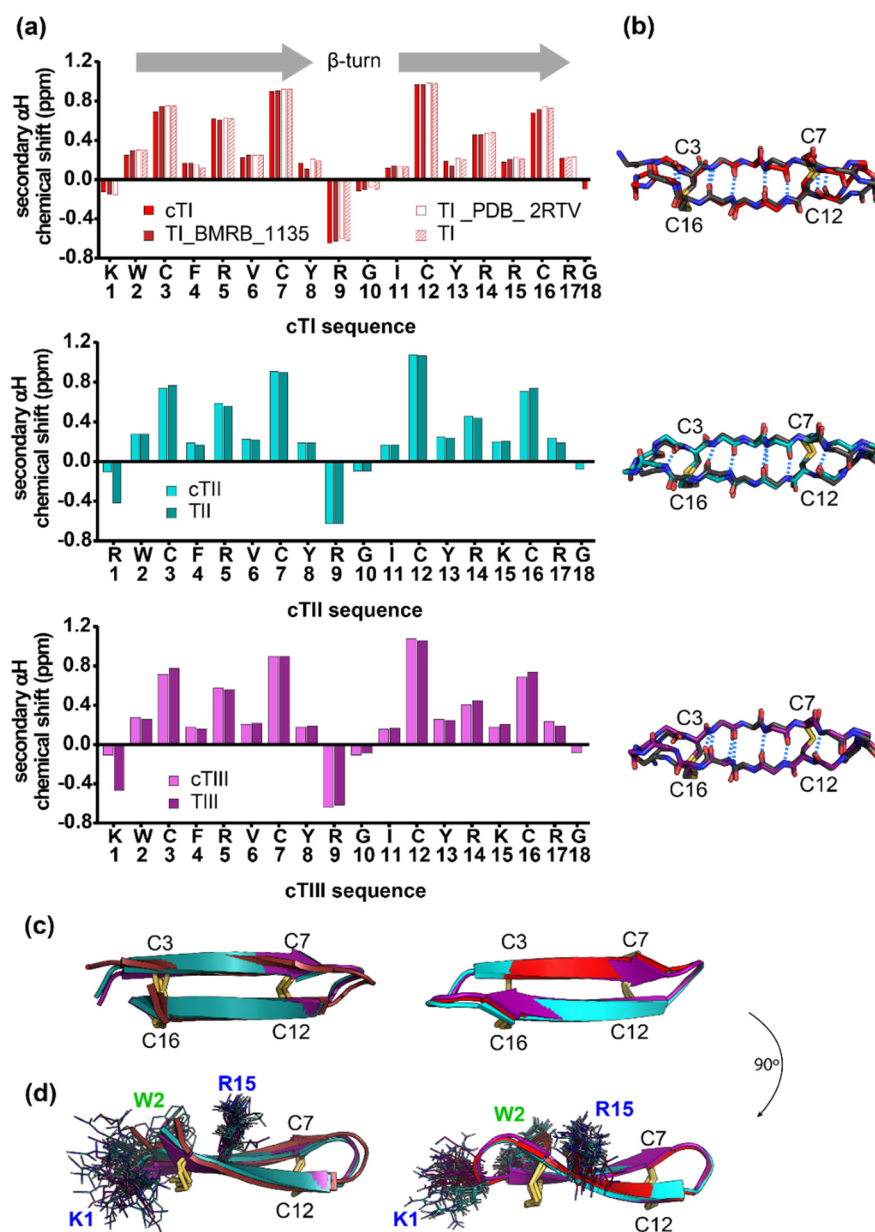 (a)
β-turn
1.2
0.8
0.4
0.0
-0.4
-0.8
secondary αH
chemical shift (ppm)
cTI
TI_BMRB_1135
TI _PDB_ 2RTV
TI
K W C F R V C Y R G I C Y R R C R G
1 2 3 4 5 6 7 8 9 10 11 12 13 14 15 16 17 18
cTI sequence
(b)
C3
C7
C16
C12
1.2
0.8
0.4
0.0
-0.4
-0.8
secondary αH
chemical shift (ppm)
cTII
TII
R W C F R V C Y R G I C Y R K C R G
1 2 3 4 5 6 7 8 9 10 11 12 13 14 15 16 17 18
cTII sequence
C3
C7
C16
C12
1.2
0.8
0.4
0.0
-0.4
-0.8
secondary αH
chemical shift (ppm)
cTIII
TIII
K W C F R V C Y R G I C Y R K C R G
1 2 3 4 5 6 7 8 9 10 11 12 13 14 15 16 17 18
cTIII sequence
C3
C7
C16
C12
(c)
C3
C7
C16
C12
C3
C7
C16
C12
90º
(d)
W2
R15
C7
K1
C12
W2
R15
C7
K1
C12